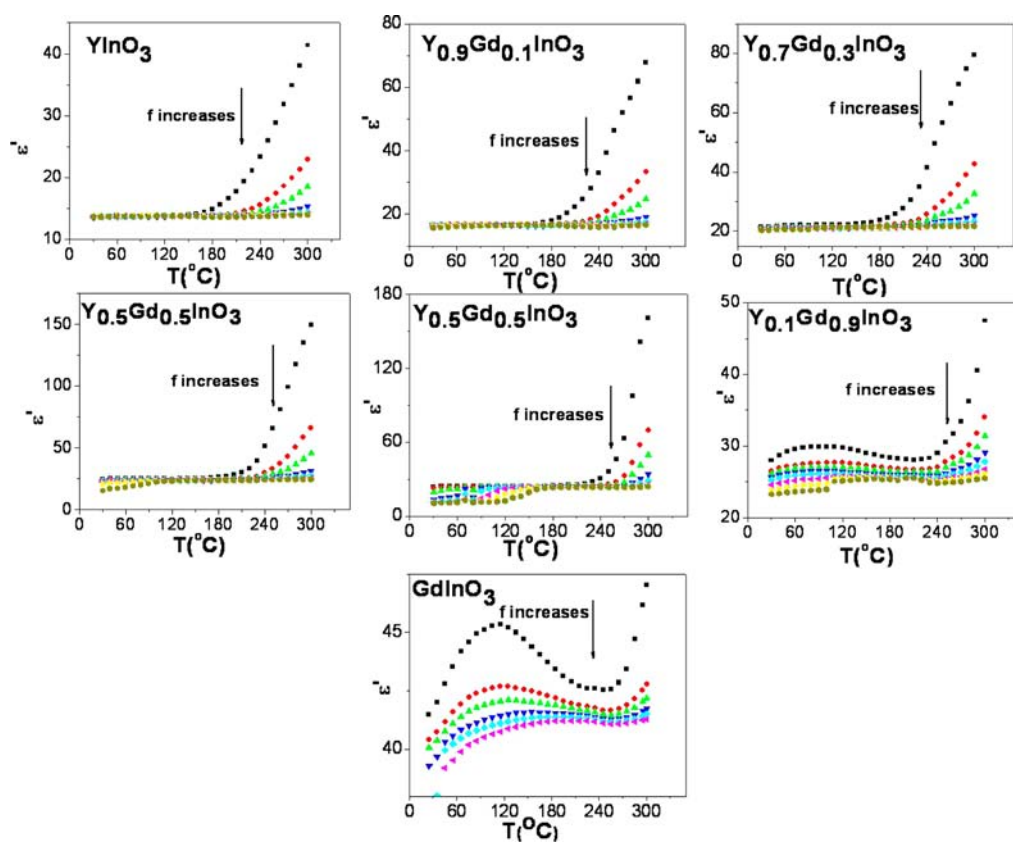 YInO3
40
30
20
10
ε'
f increases
0 60 120 180 240 300
T(°C)
Y0.9Gd0.1InO3
80
60
40
20
ε'
f increases
0 60 120 180 240 300
T(°C)
Y0.7Gd0.3InO3
80
60
40
20
ε'
f increases
0 60 120 180 240 300
T(°C)
Y0.5Gd0.5InO3
150
100
50
0
ε'
f increases
0 60 120 180 240 300
T(°C)
Y0.5Gd0.5InO3
180
120
60
0
ε'
f increases
0 60 120 180 240 300
T(°C)
Y0.1Gd0.9InO3
50
45
40
35
30
25
20
ε'
f increases
0 60 120 180 240 300
T(°C)
GdInO3
45
40
ε'
f increases
0 60 120 180 240 300
T(°C)